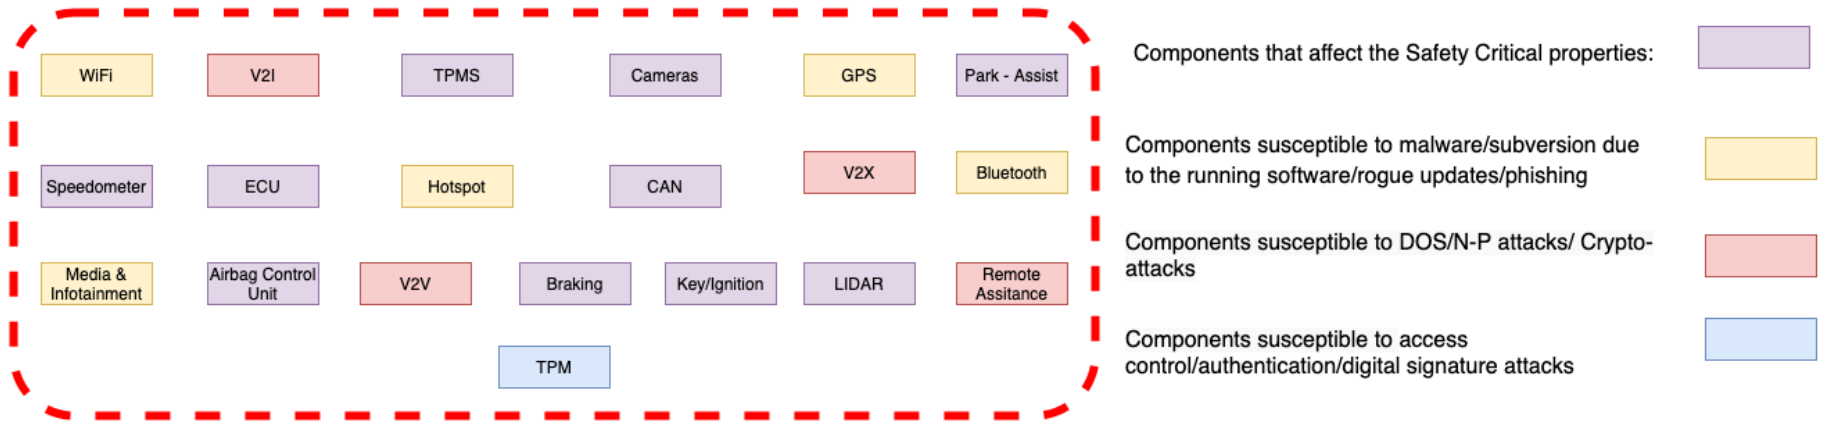 WiFi
V2I
TPMS
Cameras
GPS
Park - Assist
Speedometer
ECU
Hotspot
CAN
V2X
Bluetooth
Media &
Infotainment
Airbag Control
Unit
V2V
Braking
Key/Ignition
LIDAR
Remote
Assitance
TPM
Components that affect the Safety Critical properties:
Components susceptible to malware/subversion due
to the running software/rogue updates/phishing
Components susceptible to DOS/N-P attacks/ Crypto-
attacks
Components susceptible to access
control/authentication/digital signature attacks